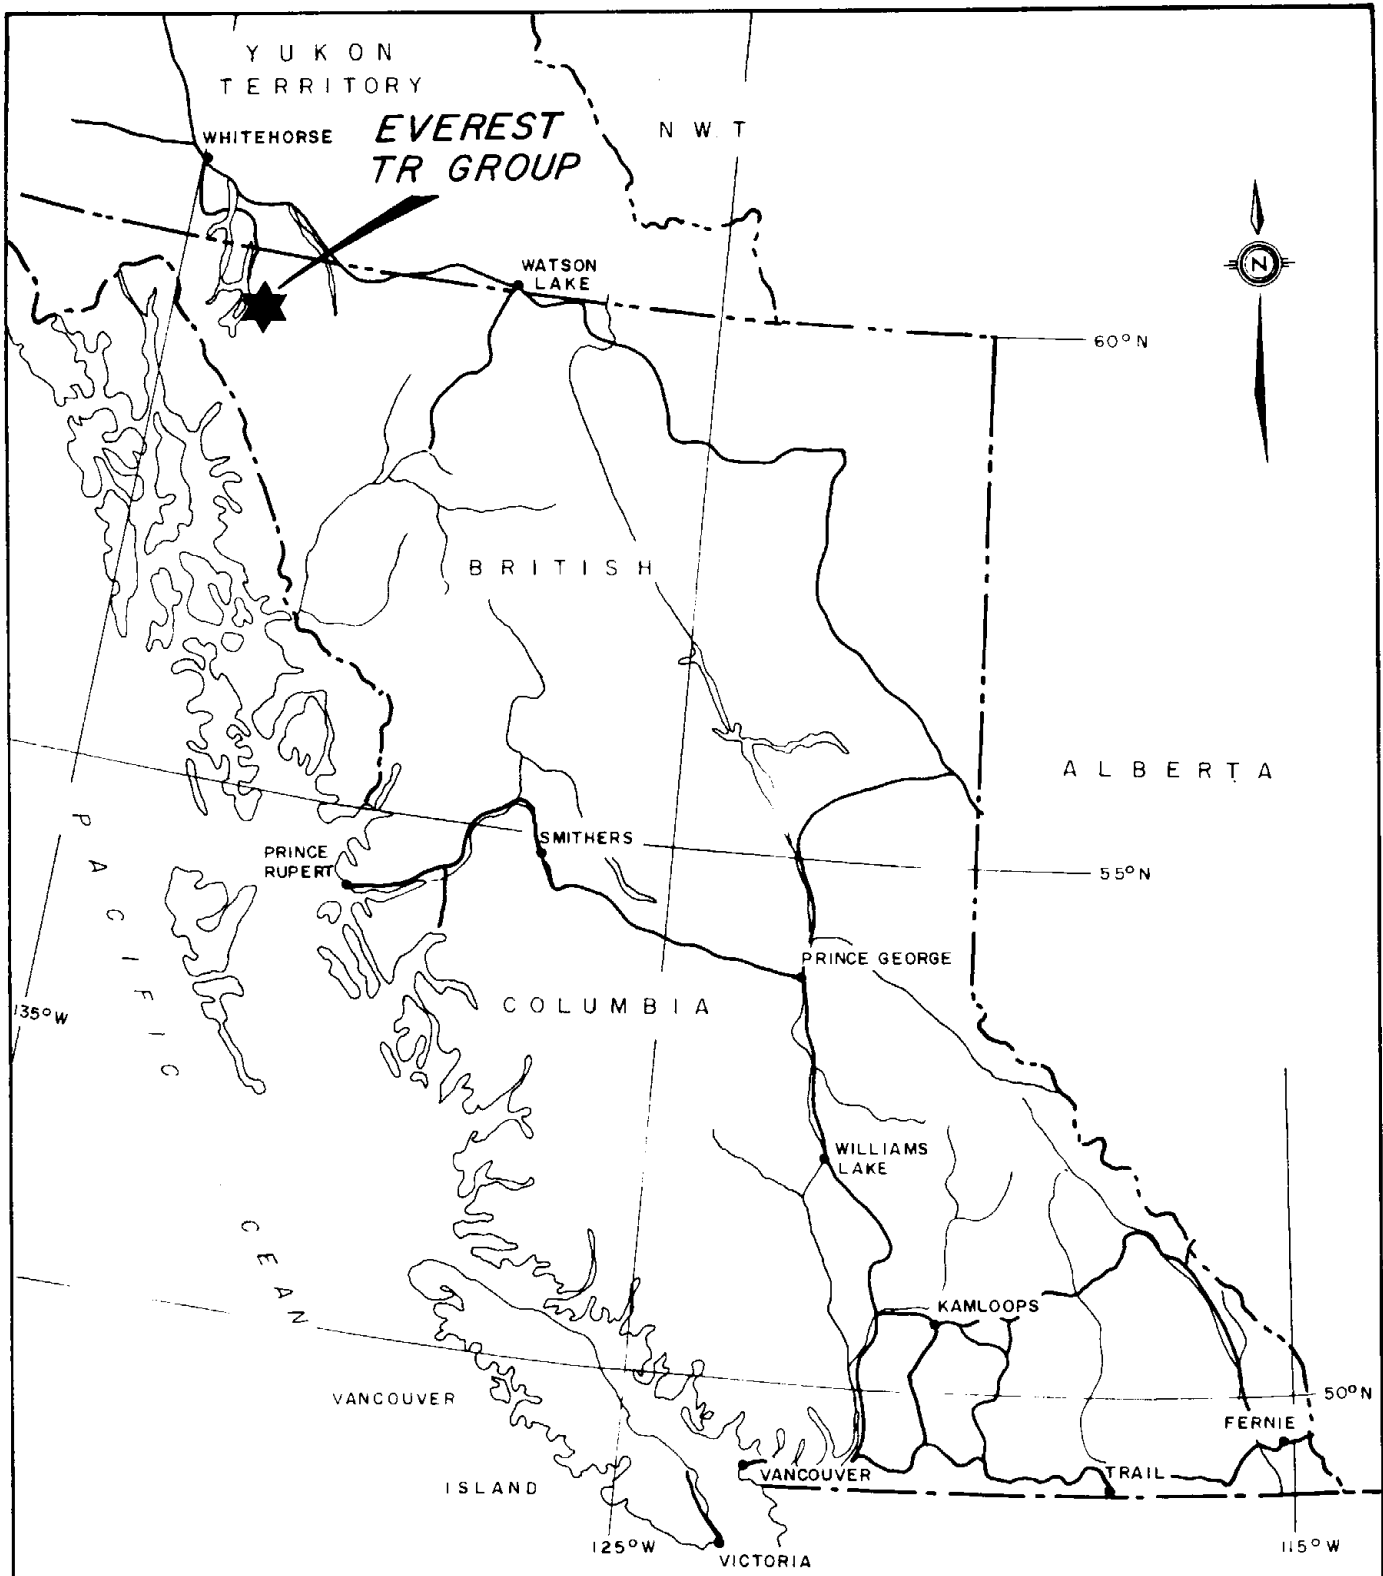 YUKON
TERRITORY
WHITEHORSE
EVEREST
TR GROUP
N W. T
WATSON
LAKE
N
60°N
BRITISH
ALBERTA
PACIFIC
SMITHERS
PRINCE
RUPERT
55°N
PRINCE GEORGE
COLUMBIA
135°W
WILLIAMS
LAKE
CEAN
KAMLOOPS
VANCOUVER
50°N
FERNIE
VANCOUVER
TRAIL
ISLAND
125°W
VICTORIA
115°W